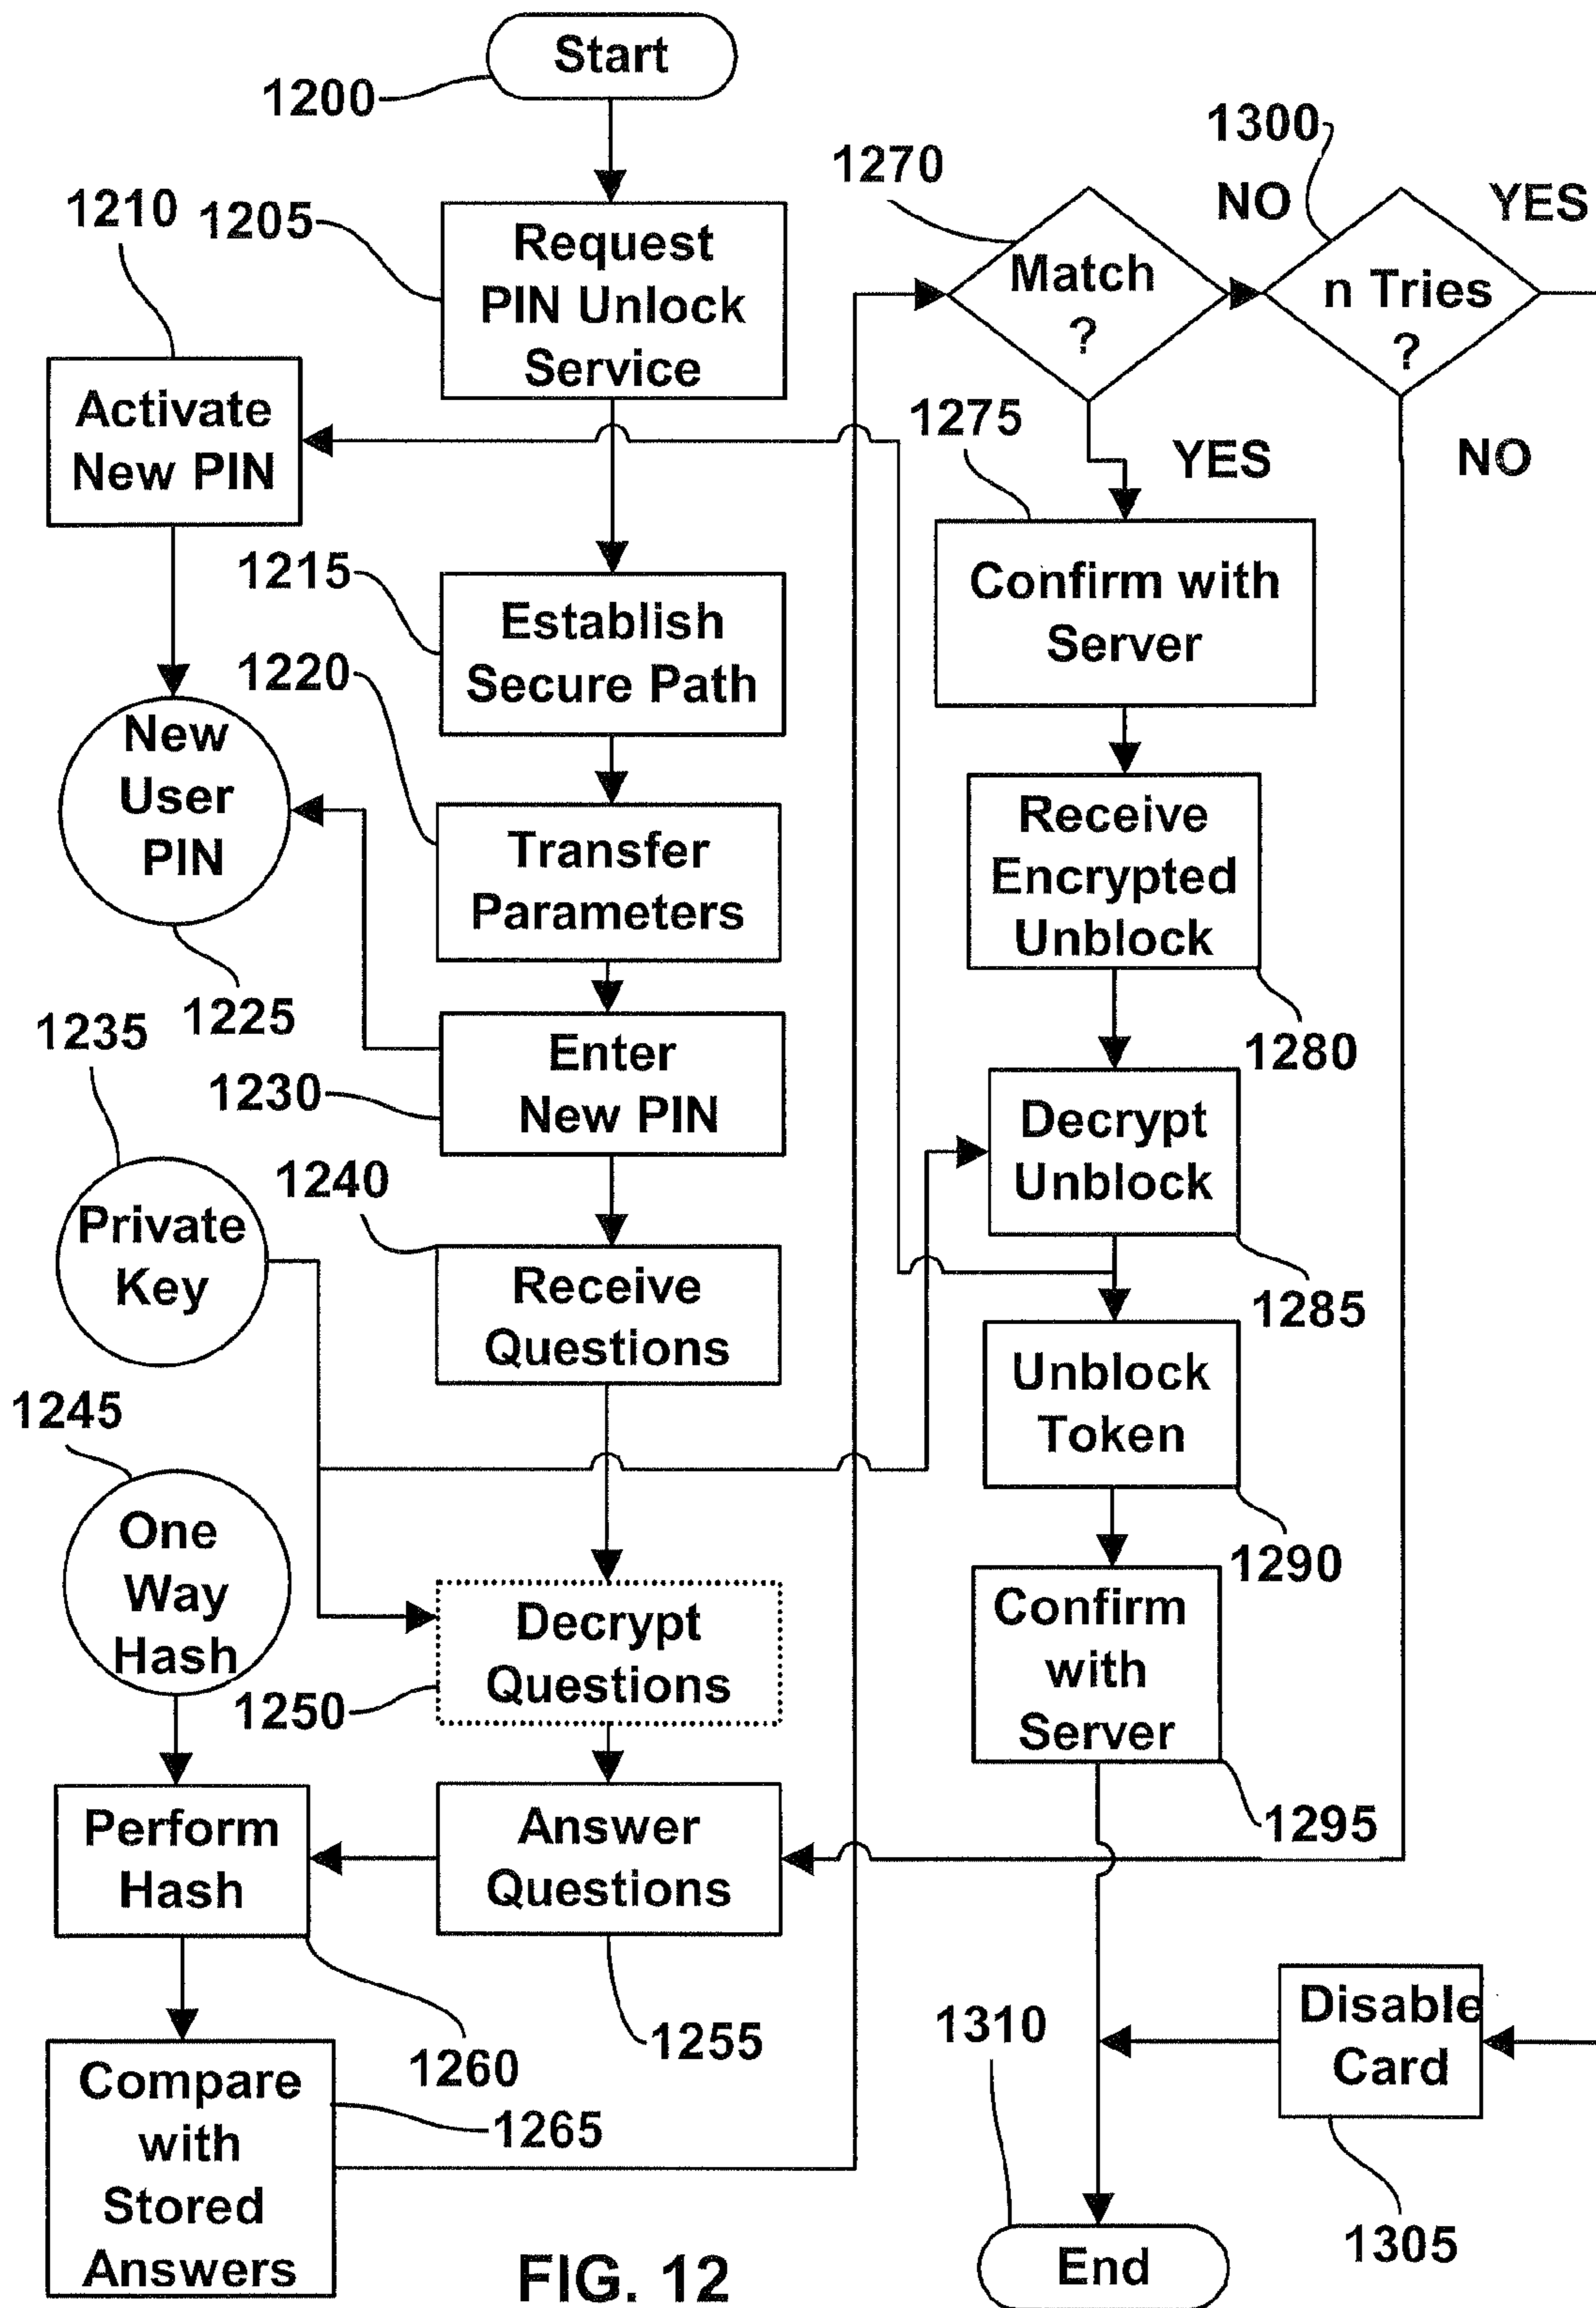 Start
1200
1300
1270
NO
YES
1210
1205
Request
PIN Unlock
Service
Match
?
n Tries
?
Activate
New PIN
1275
YES
NO
1215
Establish
Secure Path
Confirm with
Server
1220
New
User
PIN
Transfer
Parameters
Receive
Encrypted
Unblock
1225
1235
1230
Enter
New PIN
1280
Decrypt
Unblock
1240
Private
Key
Receive
Questions
1285
Unblock
Token
1245
One
Way
Hash
1290
1250
Decrypt
Questions
Confirm
with
Server
Perform
Hash
Answer
Questions
1295
1260
1255
1310
Disable
Card
Compare
with
Stored
Answers
1265
1305
End
FIG. 12